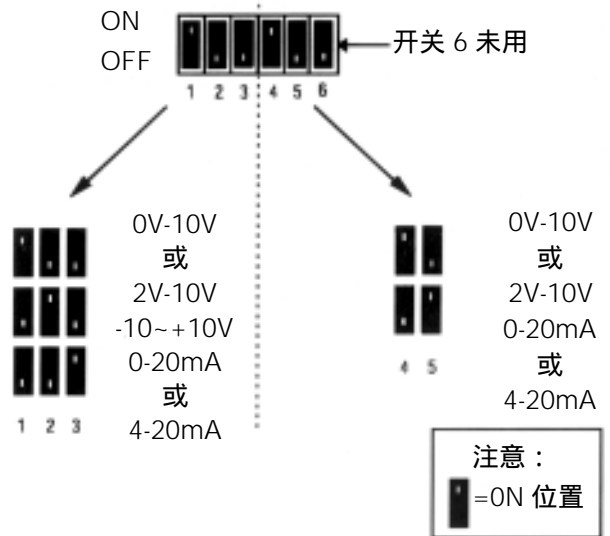 ON
OFF
开关 6 未用
1 2 3 4 5 6
0V-10V
或
2V-10V
-10~+10V
0-20mA
或
4-20mA
1 2 3
0V-10V
或
2V-10V
0-20mA
或
4-20mA
4 5
注意：
=0N 位置